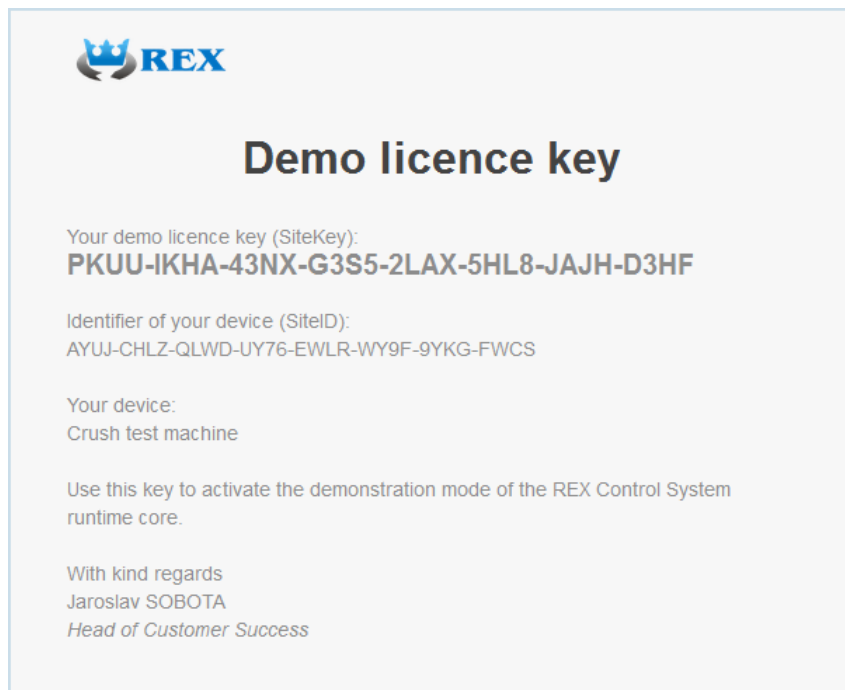 REX
Demo licence key
Your demo licence key (SiteKey):
PKUU-IKHA-43NX-G3S5-2LAX-5HL8-JAJH-D3HF
Identifier of your device (SiteID):
AYUJ-CHLZ-QLWD-UY76-EWLR-WY9F-9YKG-FWCS
Your device:
Crush test machine
Use this key to activate the demonstration mode of the REX Control System
runtime core.
With kind regards
Jaroslav SOBOTA
Head of Customer Success